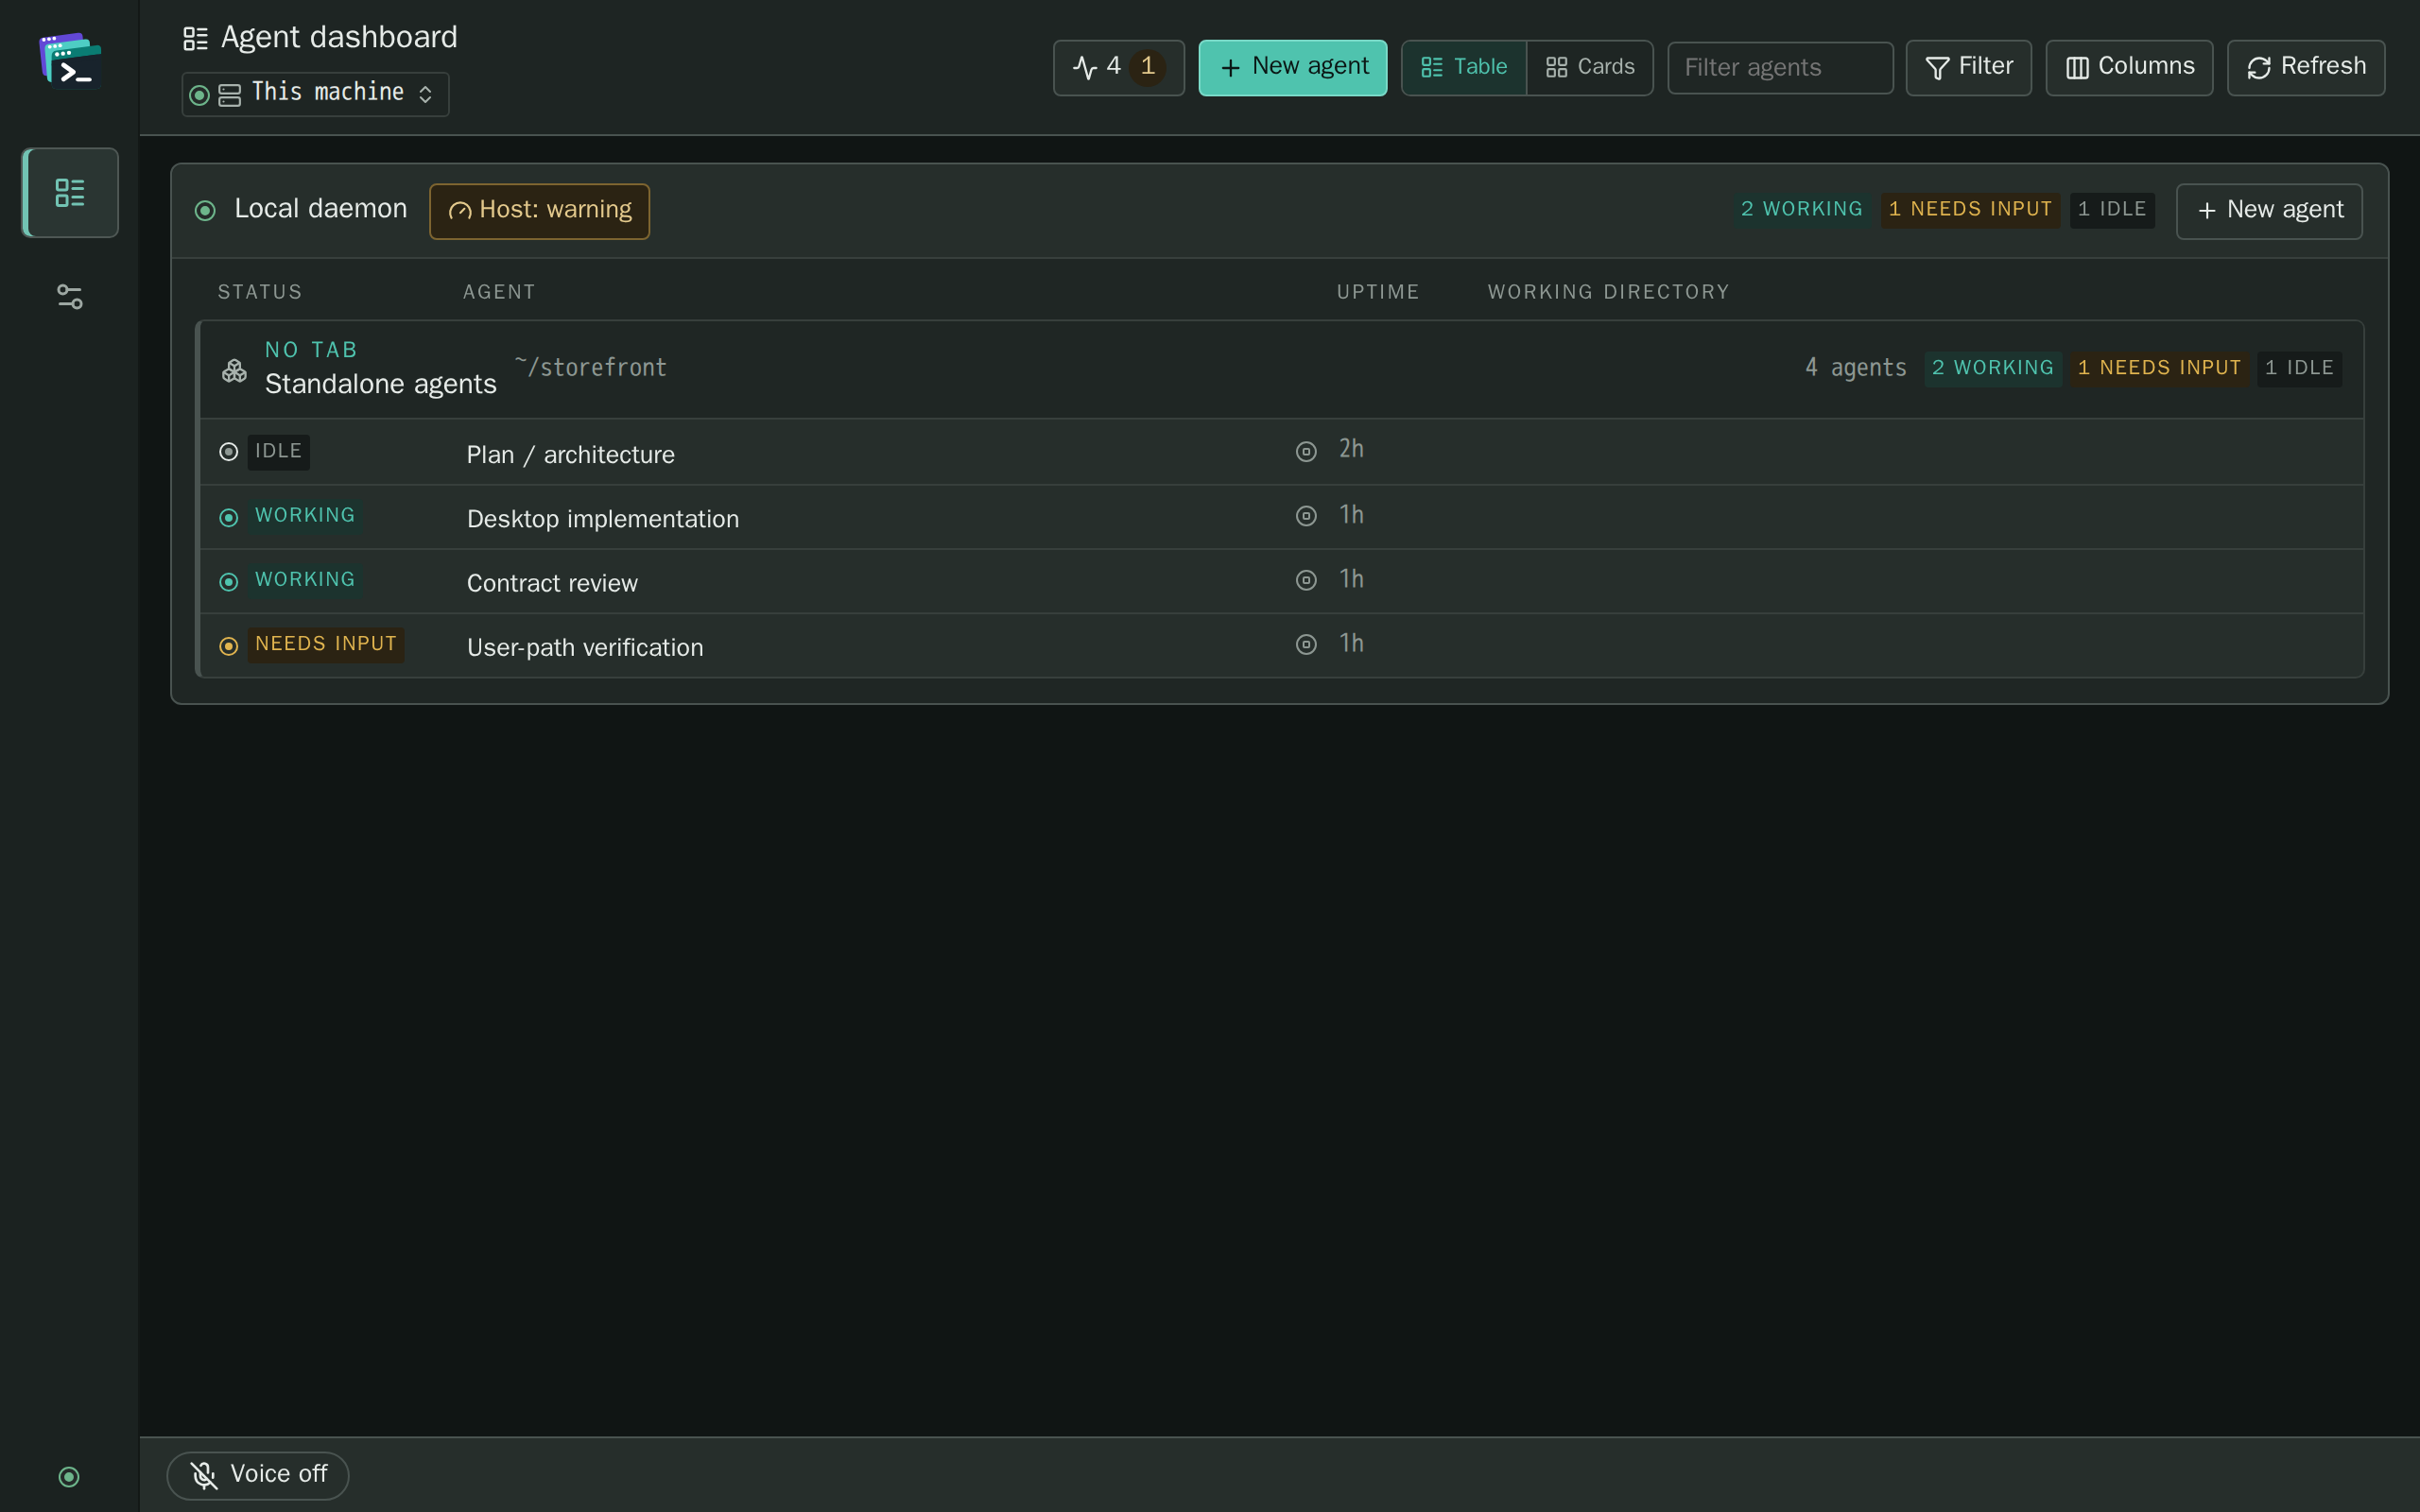 Agent dashboard
This machine
4 1
New agent
Table
Cards
Filter agents
Filter
Columns
Refresh
Local daemon
Host: warning
2 WORKING
1 NEEDS INPUT
1 IDLE
New agent
STATUS AGENT UPTIME WORKING DIRECTORY
NO TAB
Standalone agents
~/storefront
4 agents
2 WORKING
1 NEEDS INPUT
1 IDLE
IDLE Plan / architecture 2h
WORKING Desktop implementation 1h
WORKING Contract review 1h
NEEDS INPUT User-path verification 1h
Voice off